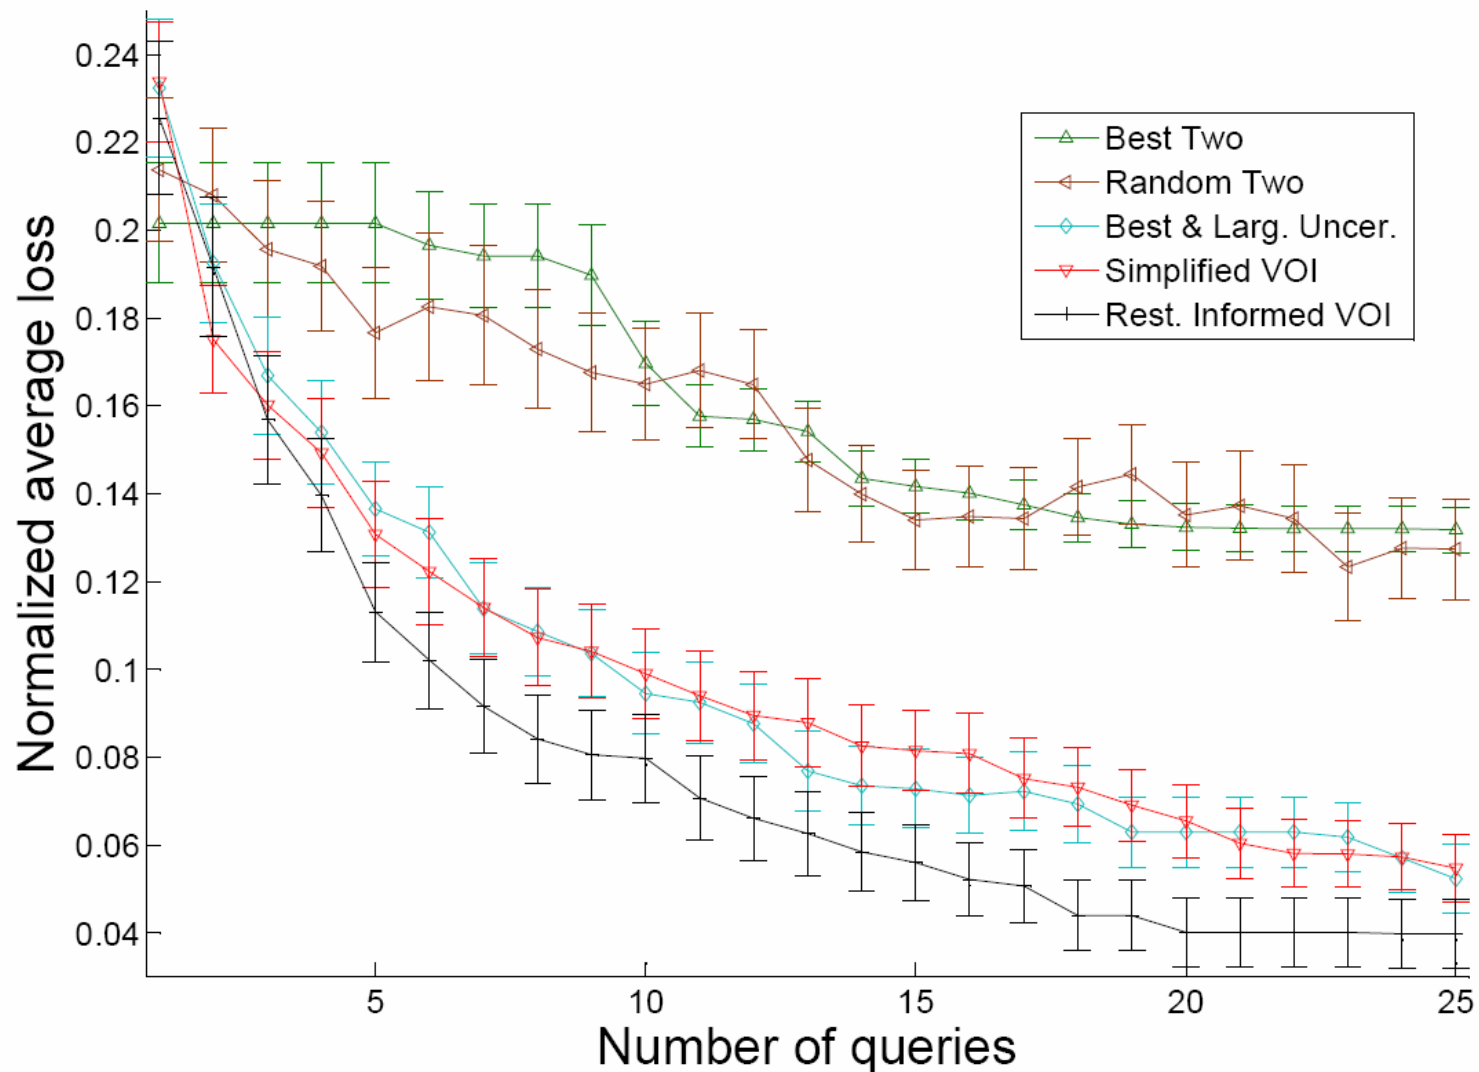 Normalized average loss
0.24
0.22
0.2
0.18
0.16
0.14
0.12
0.1
0.08
0.06
0.04
Best Two
Random Two
Best & Larg. Uncer.
Simplified VOI
Rest. Informed VOI
5
10
15
20
25
Number of queries